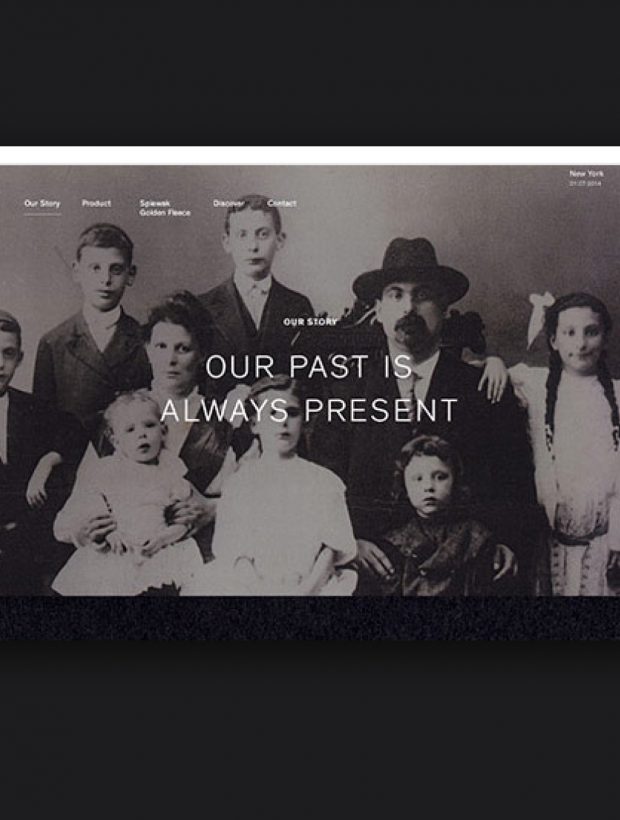 New York
01.07.2014
Our Story
Product
Spiewak
Golden Fleece
Discover
Contact
OUR STORY
OUR PAST IS
ALWAYS PRESENT